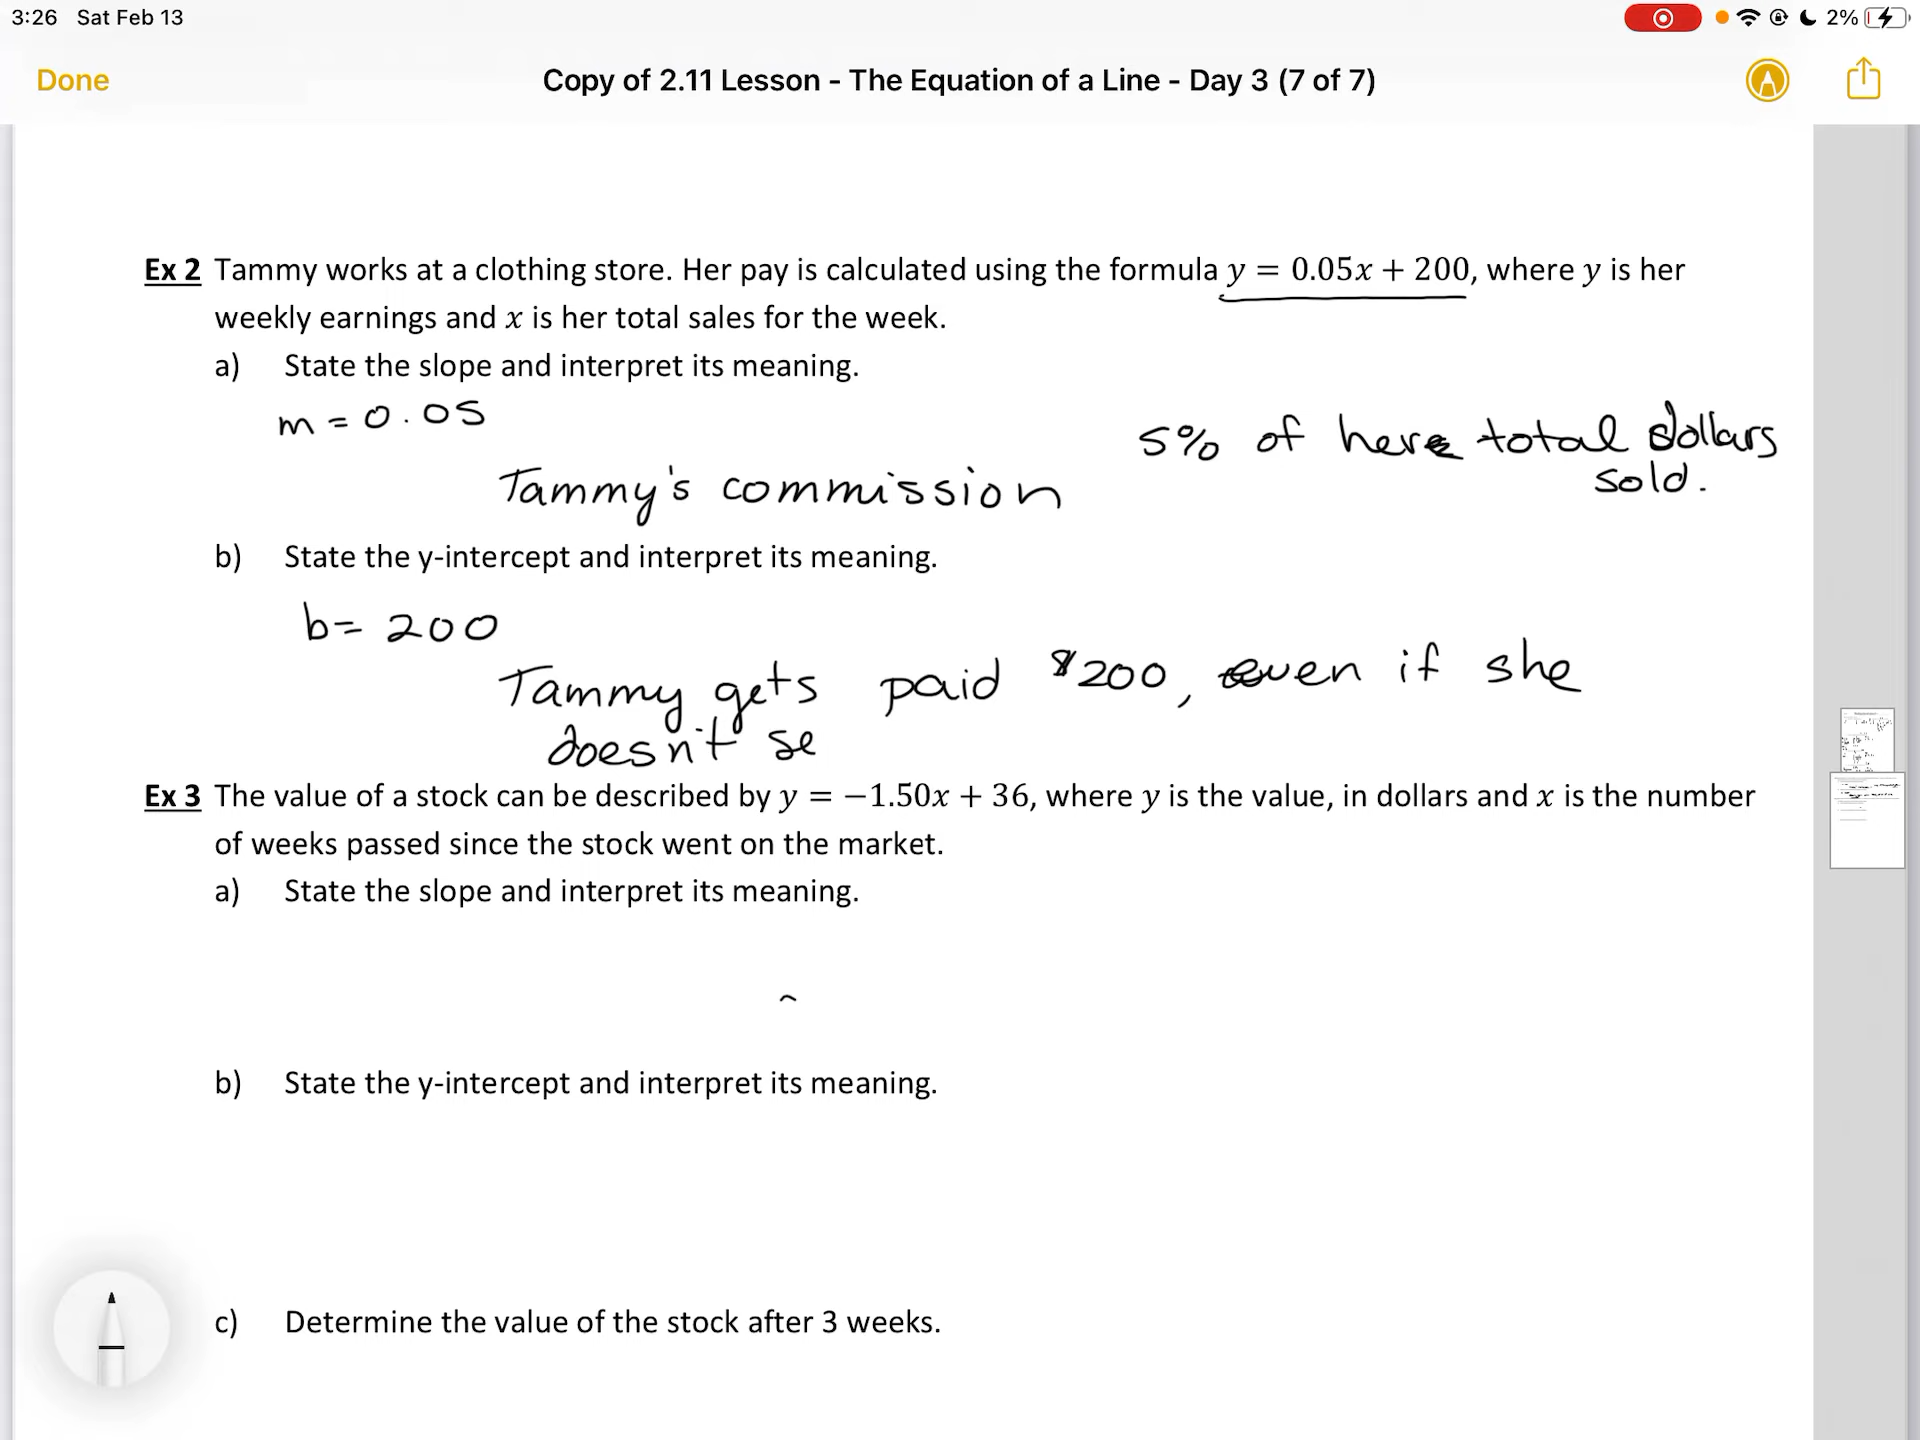 3:26 Sat Feb 13
2%
Done
Copy of 2.11 Lesson - The Equation of a Line - Day 3 (7 of 7)
Ex 2 Tammy works at a clothing store. Her pay is calculated using the formula y = 0.05x + 200, where y is her
weekly earnings and x is her total sales for the week.
a) State the slope and interpret its meaning.
m = 0.05
5% of here total dollars
sold.
Tammy's commission
b) State the y-intercept and interpret its meaning.
b= 200
Tammy gets paid $200, even if she
doesn't se
Ex 3 The value of a stock can be described by y = −1.50x + 36, where y is the value, in dollars and x is the number
of weeks passed since the stock went on the market.
a) State the slope and interpret its meaning.
b) State the y-intercept and interpret its meaning.
c) Determine the value of the stock after 3 weeks.